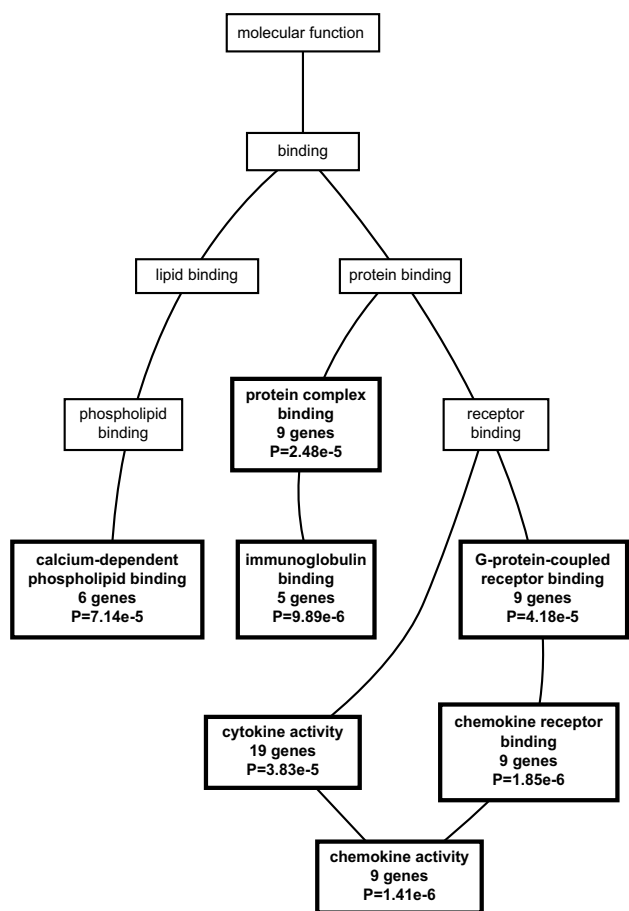 molecular function
binding
lipid binding
protein binding
phospholipid
binding
protein complex
binding
9 genes
P=2.48e-5
receptor
binding
calcium-dependent
phospholipid binding
6 genes
P=7.14e-5
immunoglobulin
binding
5 genes
P=9.89e-6
G-protein-coupled
receptor binding
9 genes
P=4.18e-5
cytokine activity
19 genes
P=3.83e-5
chemokine receptor
binding
9 genes
P=1.85e-6
chemokine activity
9 genes
P=1.41e-6